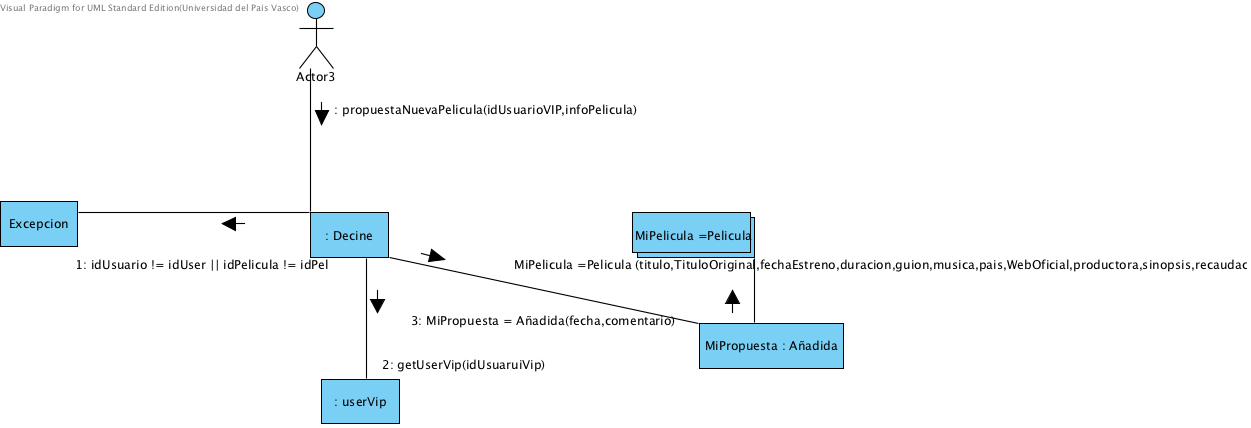 Visual Paradigm for UML Standard Edition(Universidad del Pais Vasco)
Actor3
: propuestaNuevaPelicula(idUsuarioVIP,infoPelicula)
Excepcion
: Decine
MiPelicula =Pelicula
1: idUsuario != idUser || idPelicula != idPel
MiPelicula =Pelicula (titulo,TituloOriginal,fechaEstreno,duracion,guion,musica,pais,WebOficial,productora,sinopsis,recaudac
3: MiPropuesta = Añadida(fecha,comentario)
MiPropuesta : Añadida
2: getUserVip(idUsuaruiVip)
: userVip